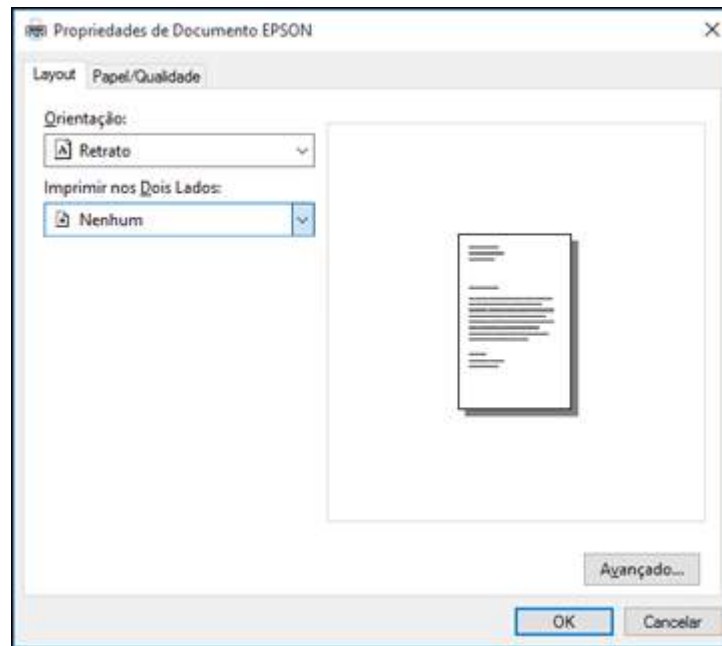 Propriedades de Documento EPSON
Layout
Papel/Qualidade
Orientação:
Retrato
Imprimir nos Dois Lados:
Nenhum
Avançado...
OK
Cancelar